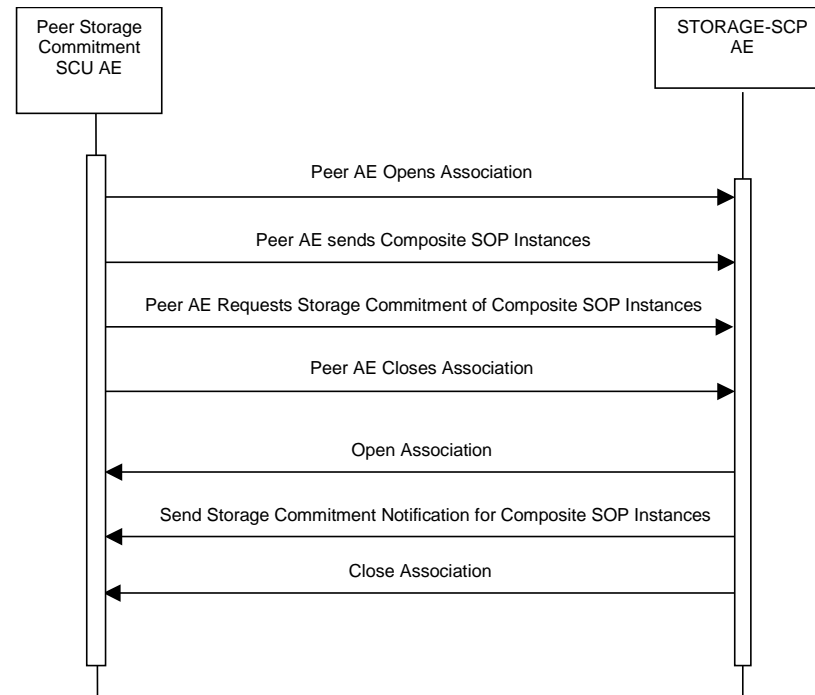 Peer Storage
Commitment
SCU AE
STORAGE-SCP
AE
Peer AE Opens Association
Peer AE sends Composite SOP Instances
Peer AE Requests Storage Commitment of Composite SOP Instances
Peer AE Closes Association
Open Association
Send Storage Commitment Notification for Composite SOP Instances
Close Association